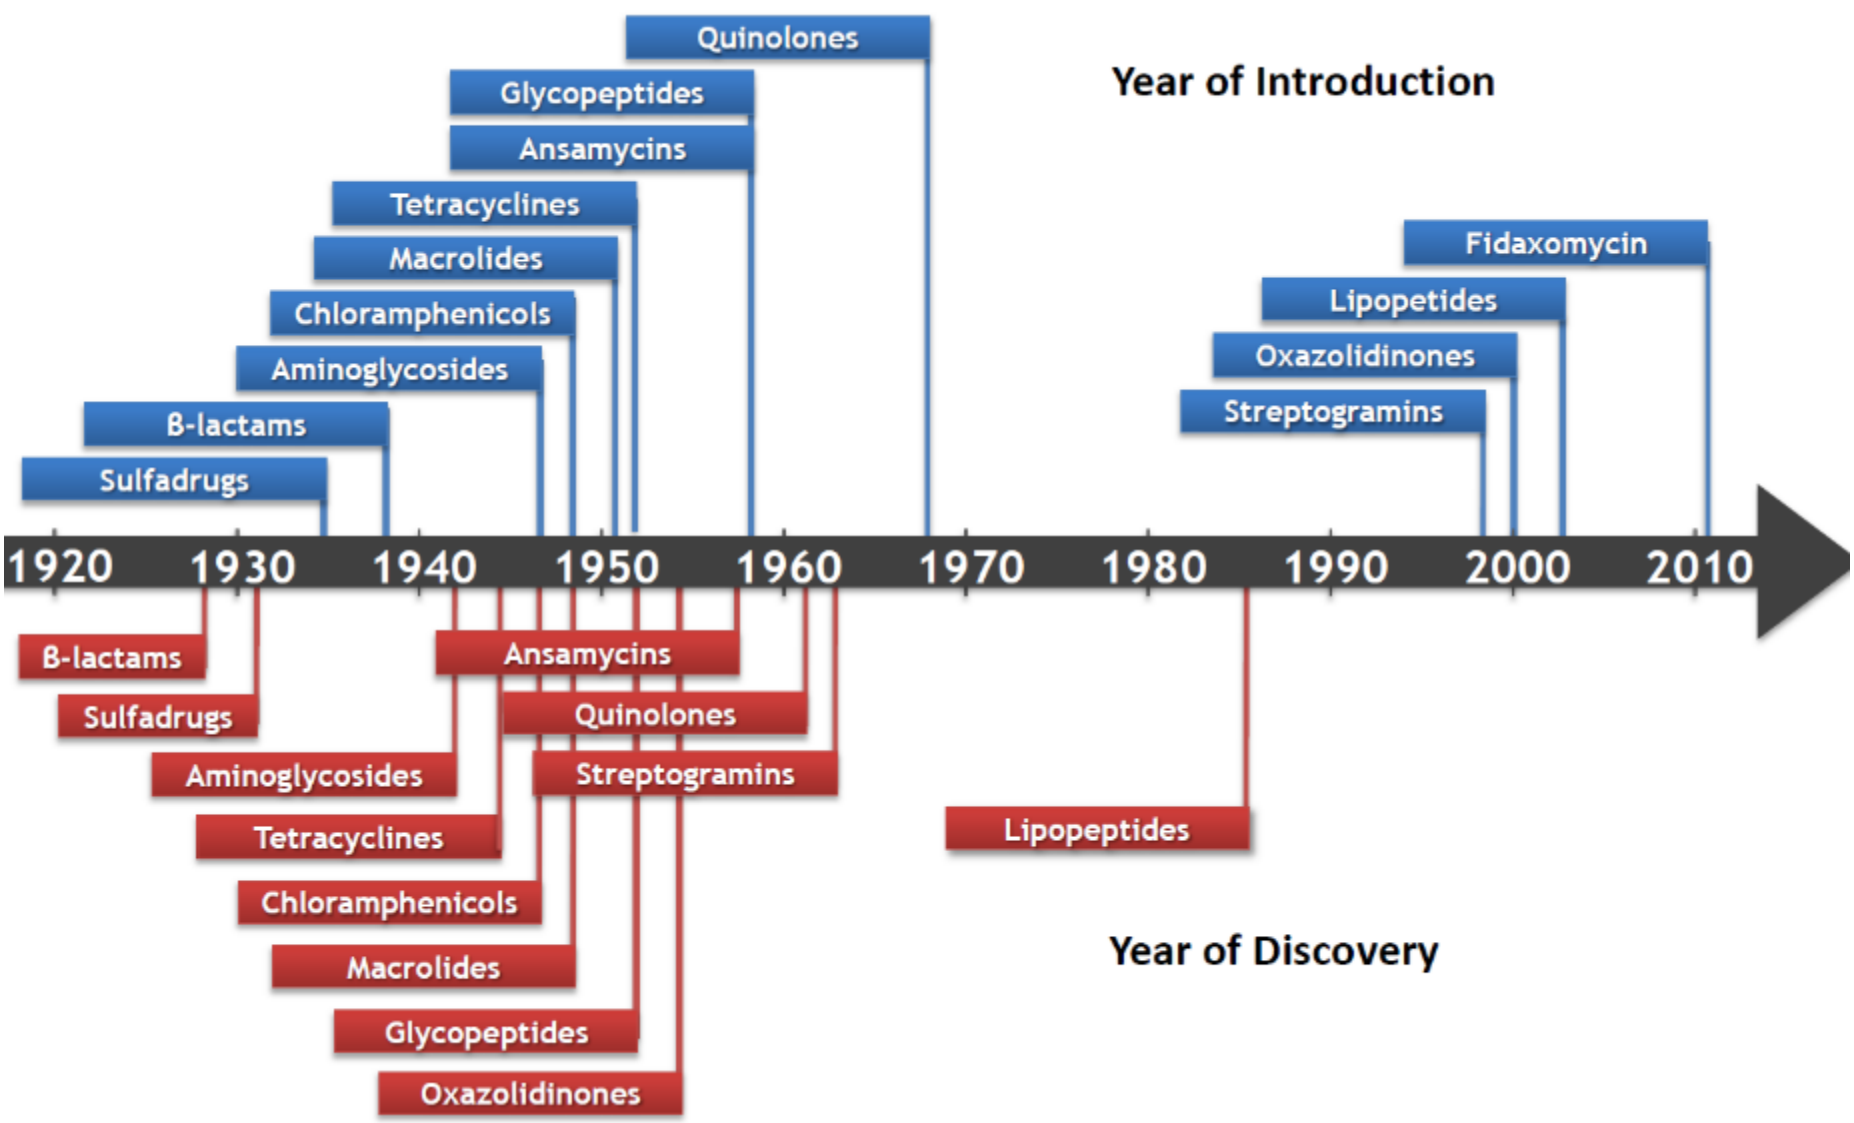 Quinolones
Year of Introduction
Glycopeptides
Ansamycins
Tetracyclines
Fidaxomycin
Macrolides
Lipopetides
Chloramphenicols
Oxazolidinones
Aminoglycosides
Streptogramins
β-lactams
Sulfadrugs
1920 1930 1940 1950 1960 1970 1980 1990 2000 2010
Ansamycins
β-lactams
Quinolones
Sulfadrugs
Streptogramins
Aminoglycosides
Lipopeptides
Tetracyclines
Chloramphenicols
Year of Discovery
Macrolides
Glycopeptides
Oxazolidinones